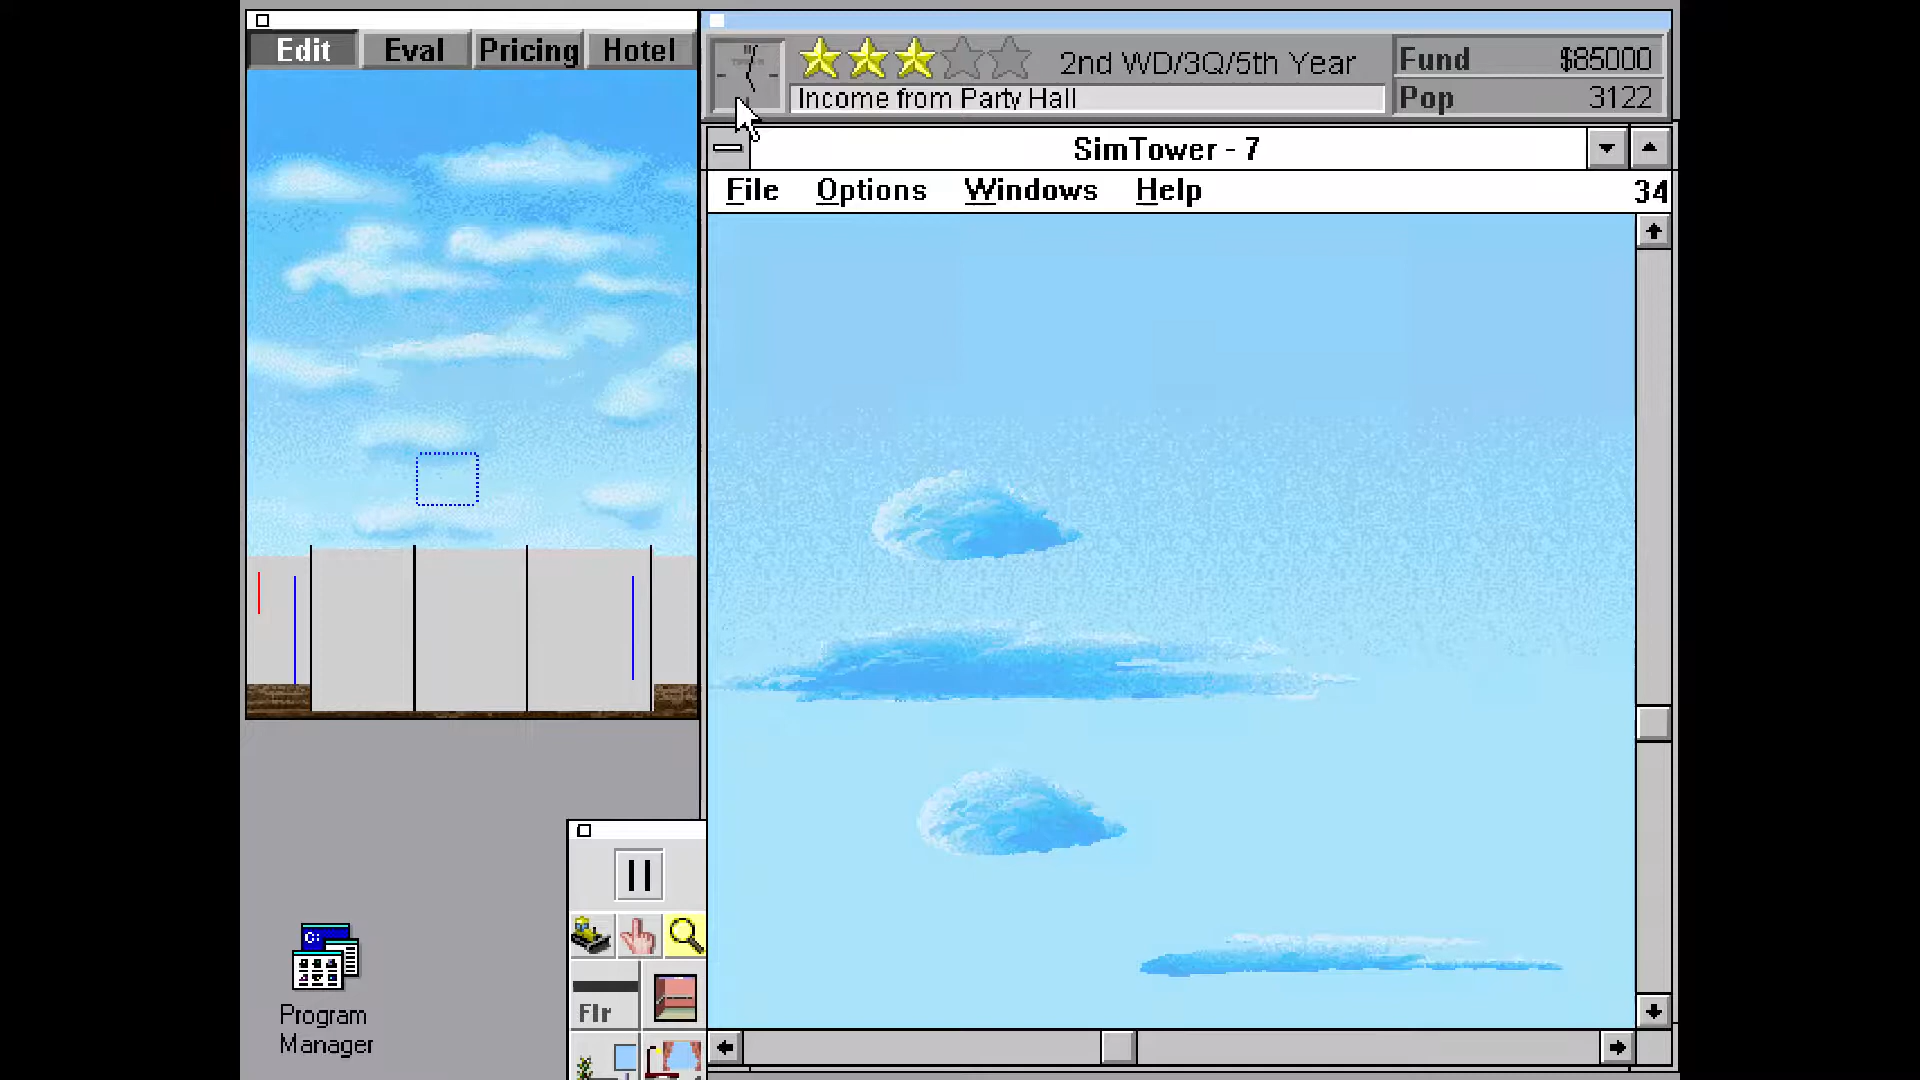 Edit Eval Pricing Hotel
2nd WD/3Q/5th Year
Income from Party Hall
Fund $85000
Pop 3122
SimTower - 7
File Options Windows Help 34
Flr
C:
Program
Manager